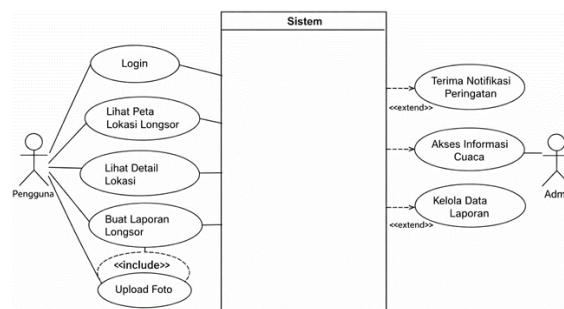 Sistem
Login
Lihat Peta
Lokasi Longsor
Lihat Detail
Lokasi
Buat Laporan
Longsor
<<include>>
Upload Foto
Pengguna
Terima Notifikasi
Peringatan
<<extend>>
Akses Informasi
Cuaca
Kelola Data
Laporan
<<extend>>
Adm